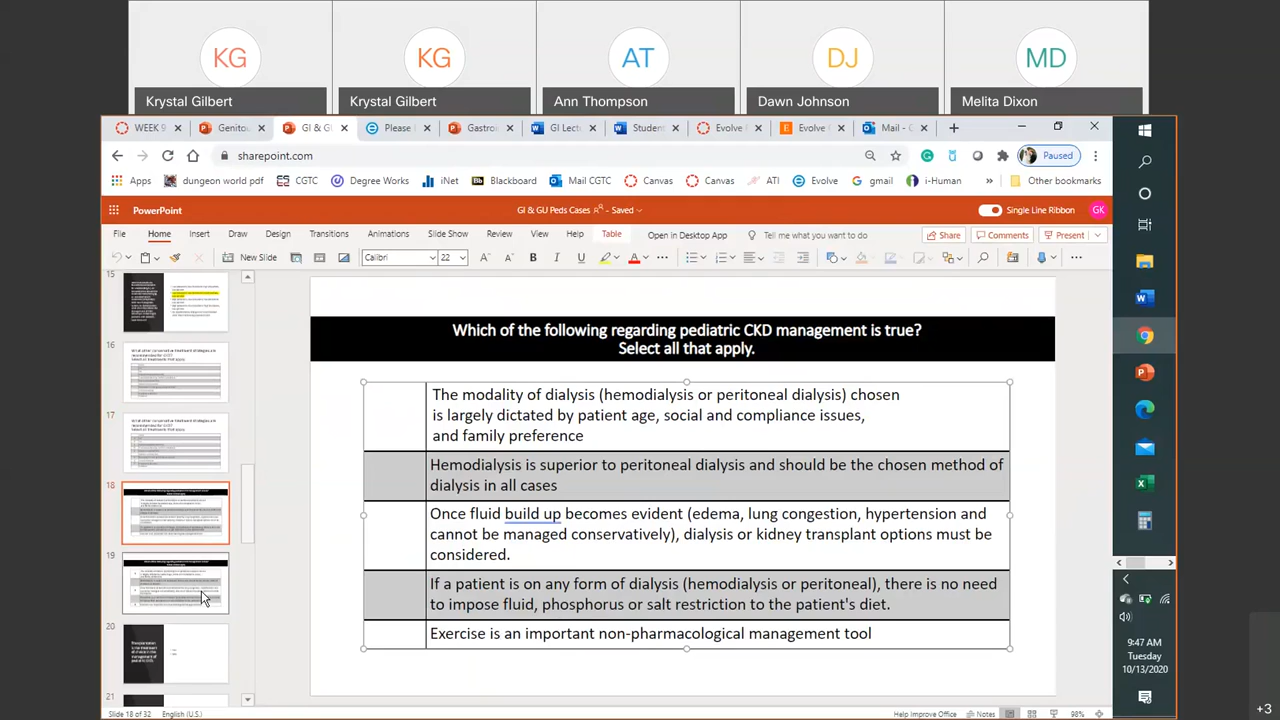 KG KG AT DJ MD
Krystal Gilbert Krystal Gilbert Ann Thompson Dawn Johnson Melita Dixon
WEEK 9 Genitou GI & GU Please Gastron GI Lectu Student Evolve Evolve Mail - G
sharepoint.com Paused
Apps dungeon world pdf CGTC Degree Works iNet Blackboard Mail CGTC Canvas Canvas ATI Evolve gmail i-Human » Other bookmarks
PowerPoint GI & GU Peds Cases - Saved Single Line Ribbon GK
File Home Insert Draw Design Transitions Animations Slide Show Review View Help Table Open in Desktop App Tell me what you want to do Share Comments Present
New Slide Calibri 22 B I U A
15
16
17
18
19
20
21
Which of the following regarding pediatric CKD management is true?
Select all that apply.
The modality of dialysis (hemodialysis or peritoneal dialysis) chosen
is largely dictated by patient age, social and compliance issues,
and family preference
Hemodialysis is superior to peritoneal dialysis and should be the chosen method of
dialysis in all cases
Once fluid build up becomes evident (edema, lung congestion, hypertension and
cannot be managed conservatively), dialysis or kidney transplant options must be
considered.
If a patient is on any form of dialysis (hemodialysis or peritoneal), there is no need
to impose fluid, phosphorus or salt restriction to the patient's diet.
Exercise is an important non-pharmacological management tool
9:47 AM
Tuesday
10/13/2020
Slide 18 of 32 English (U.S.) Help Improve Office Notes 98%
+3